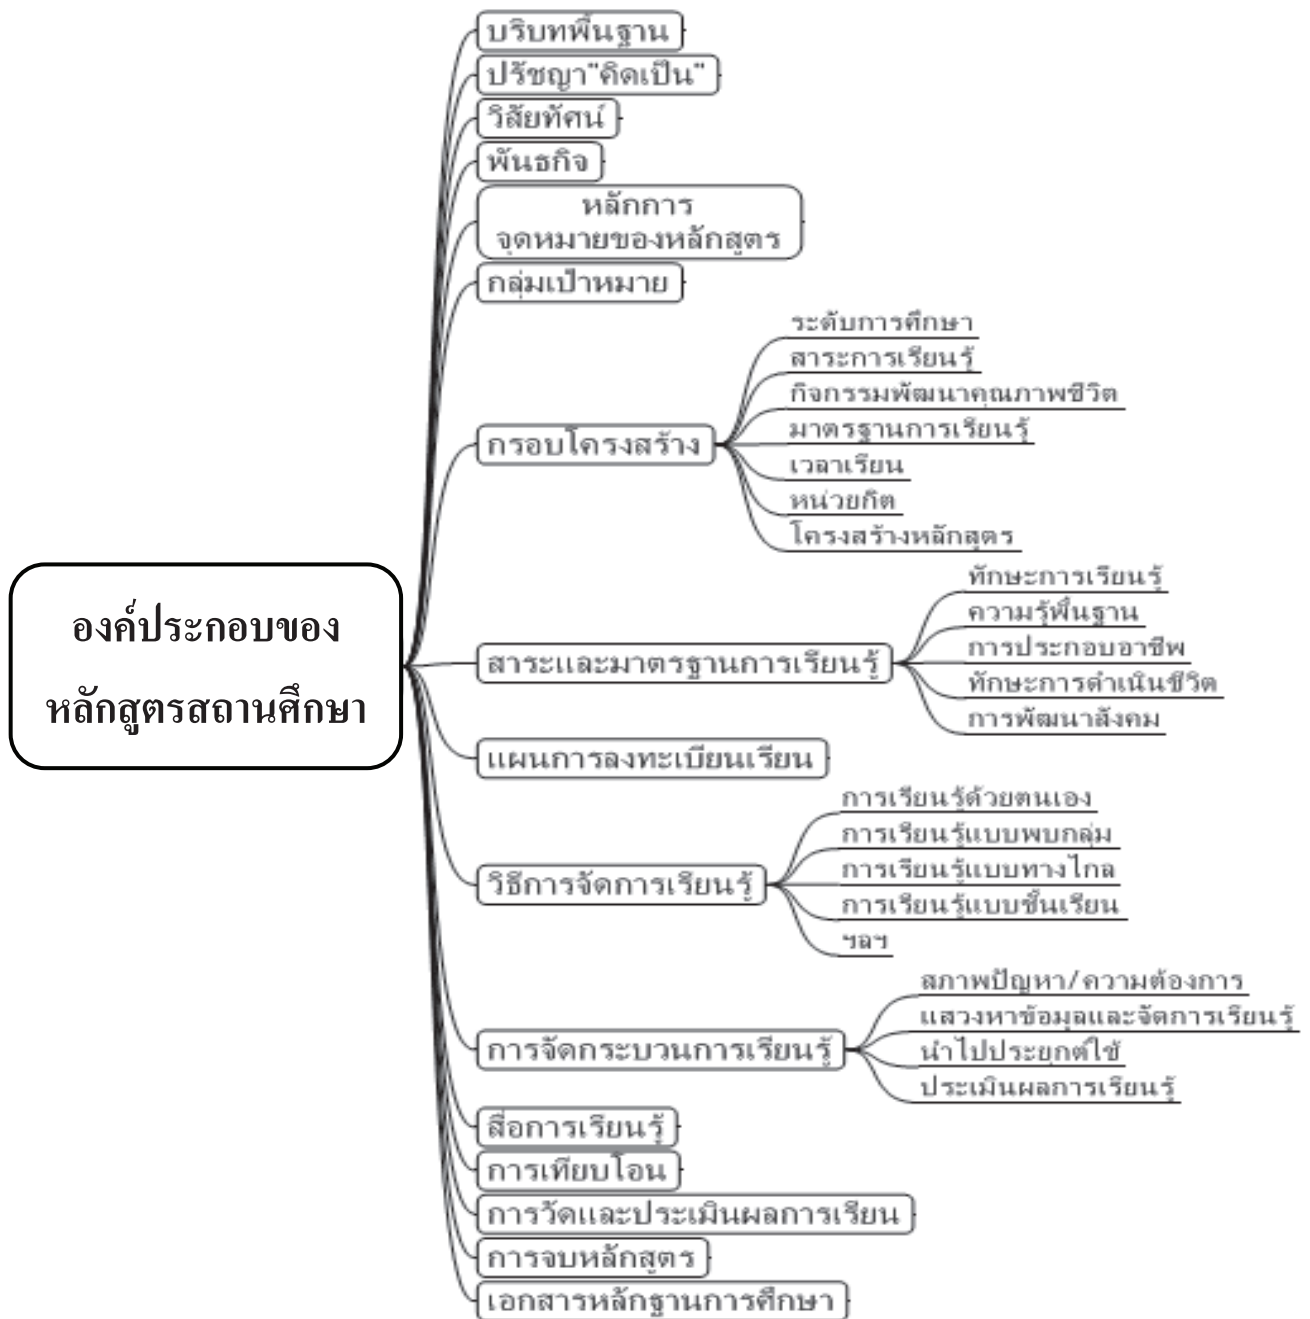 องค์ประกอบของ
หลักสูตรสถานศึกษา
บริบทพื้นฐาน
ปรัชญา"คิดเป็น"
วิสัยทัศน์
พันธกิจ
หลักการ
จุดหมายของหลักสูตร
กลุ่มเป้าหมาย
กรอบโครงสร้าง
ระดับการศึกษา
สาระการเรียนรู้
กิจกรรมพัฒนาคุณภาพชีวิต
มาตรฐานการเรียนรู้
เวลาเรียน
หน่วยกิต
โครงสร้างหลักสูตร
สาระและมาตรฐานการเรียนรู้
ทักษะการเรียนรู้
ความรู้พื้นฐาน
การประกอบอาชีพ
ทักษะการดำเนินชีวิต
การพัฒนาสังคม
แผนการลงทะเบียนเรียน
วิธีการจัดการเรียนรู้
การเรียนรู้ด้วยตนเอง
การเรียนรู้แบบพบกลุ่ม
การเรียนรู้แบบทางไกล
การเรียนรู้แบบชั้นเรียน
ฯลฯ
การจัดกระบวนการเรียนรู้
สภาพปัญหา/ความต้องการ
แสวงหาข้อมูลและจัดการเรียนรู้
นำไปประยุกต์ใช้
ประเมินผลการเรียนรู้
สื่อการเรียนรู้
การเทียบโอน
การวัดและประเมินผลการเรียน
การจบหลักสูตร
เอกสารหลักฐานการศึกษา